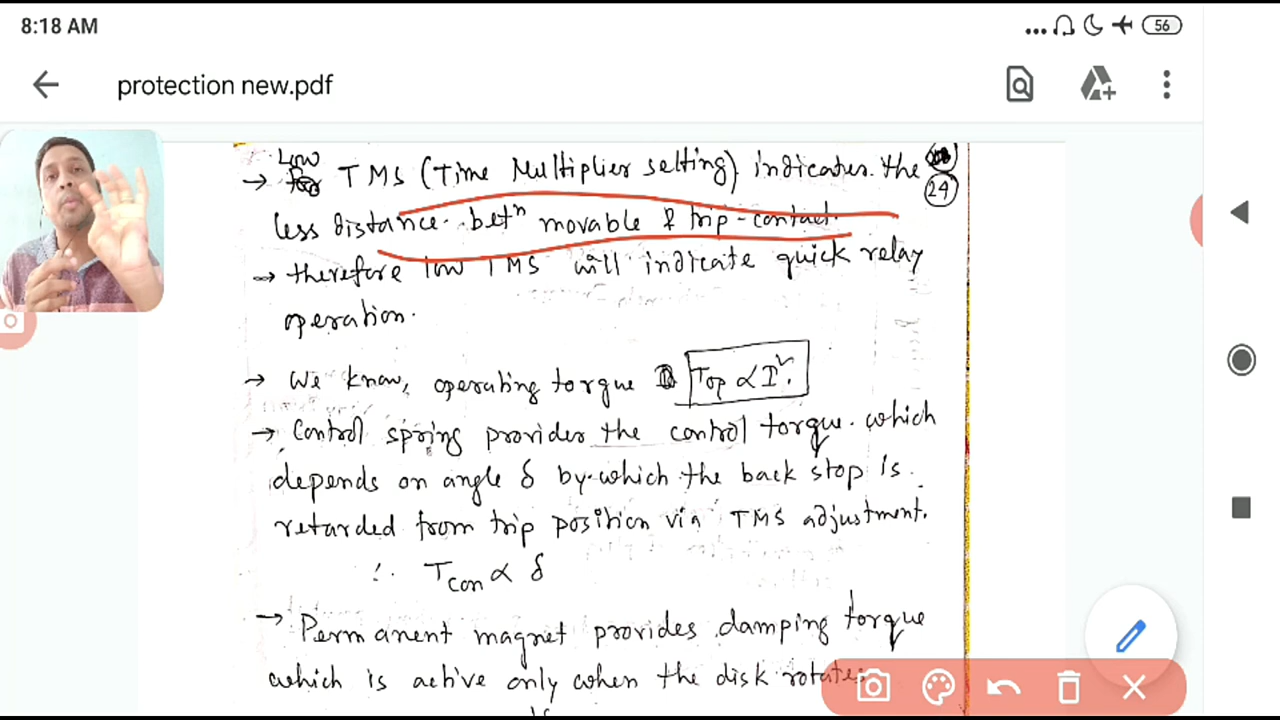 8:18 AM
56
protection new.pdf
Low
→ TMS (Time Multiplier setting) indicates the
24
less distance betⁿ movable & trip-contact.
→ therefore low TMS will indicate quick relay
operation.
→ We know, operating torque Top ∝ I².
→ Control spring provides the control torque which
depends on angle δ by which the back stop is
retarded from trip position via TMS adjustment.
∴ Tcon ∝ δ
→ Permanent magnet provides damping torque
which is active only when the disk rotates